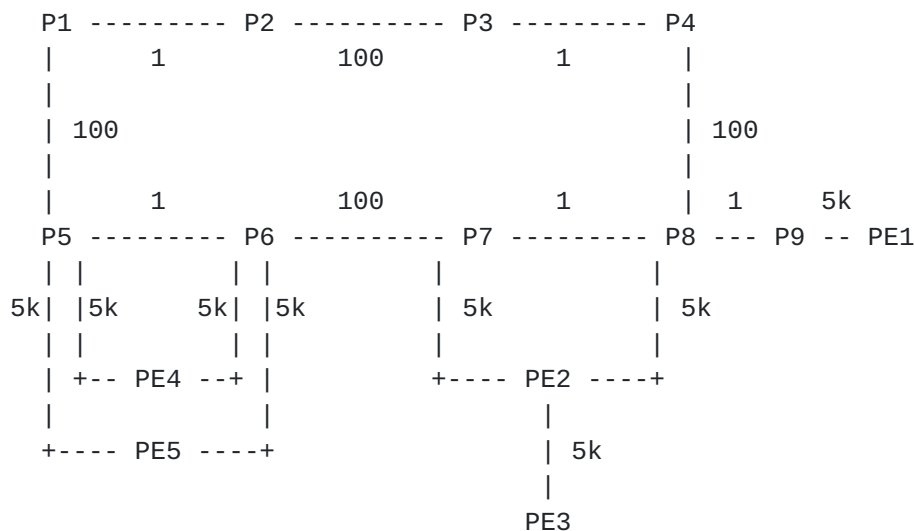 P1 --------- P2 ---------- P3 --------- P4
1 100 1
100 100
1 100 1 1 5k
P5 --------- P6 ---------- P7 --------- P8 --- P9 -- PE1
5k 5k 5k 5k 5k 5k
+-- PE4 --+ +---- PE2 ----+
+---- PE5 ----+ 5k
PE3